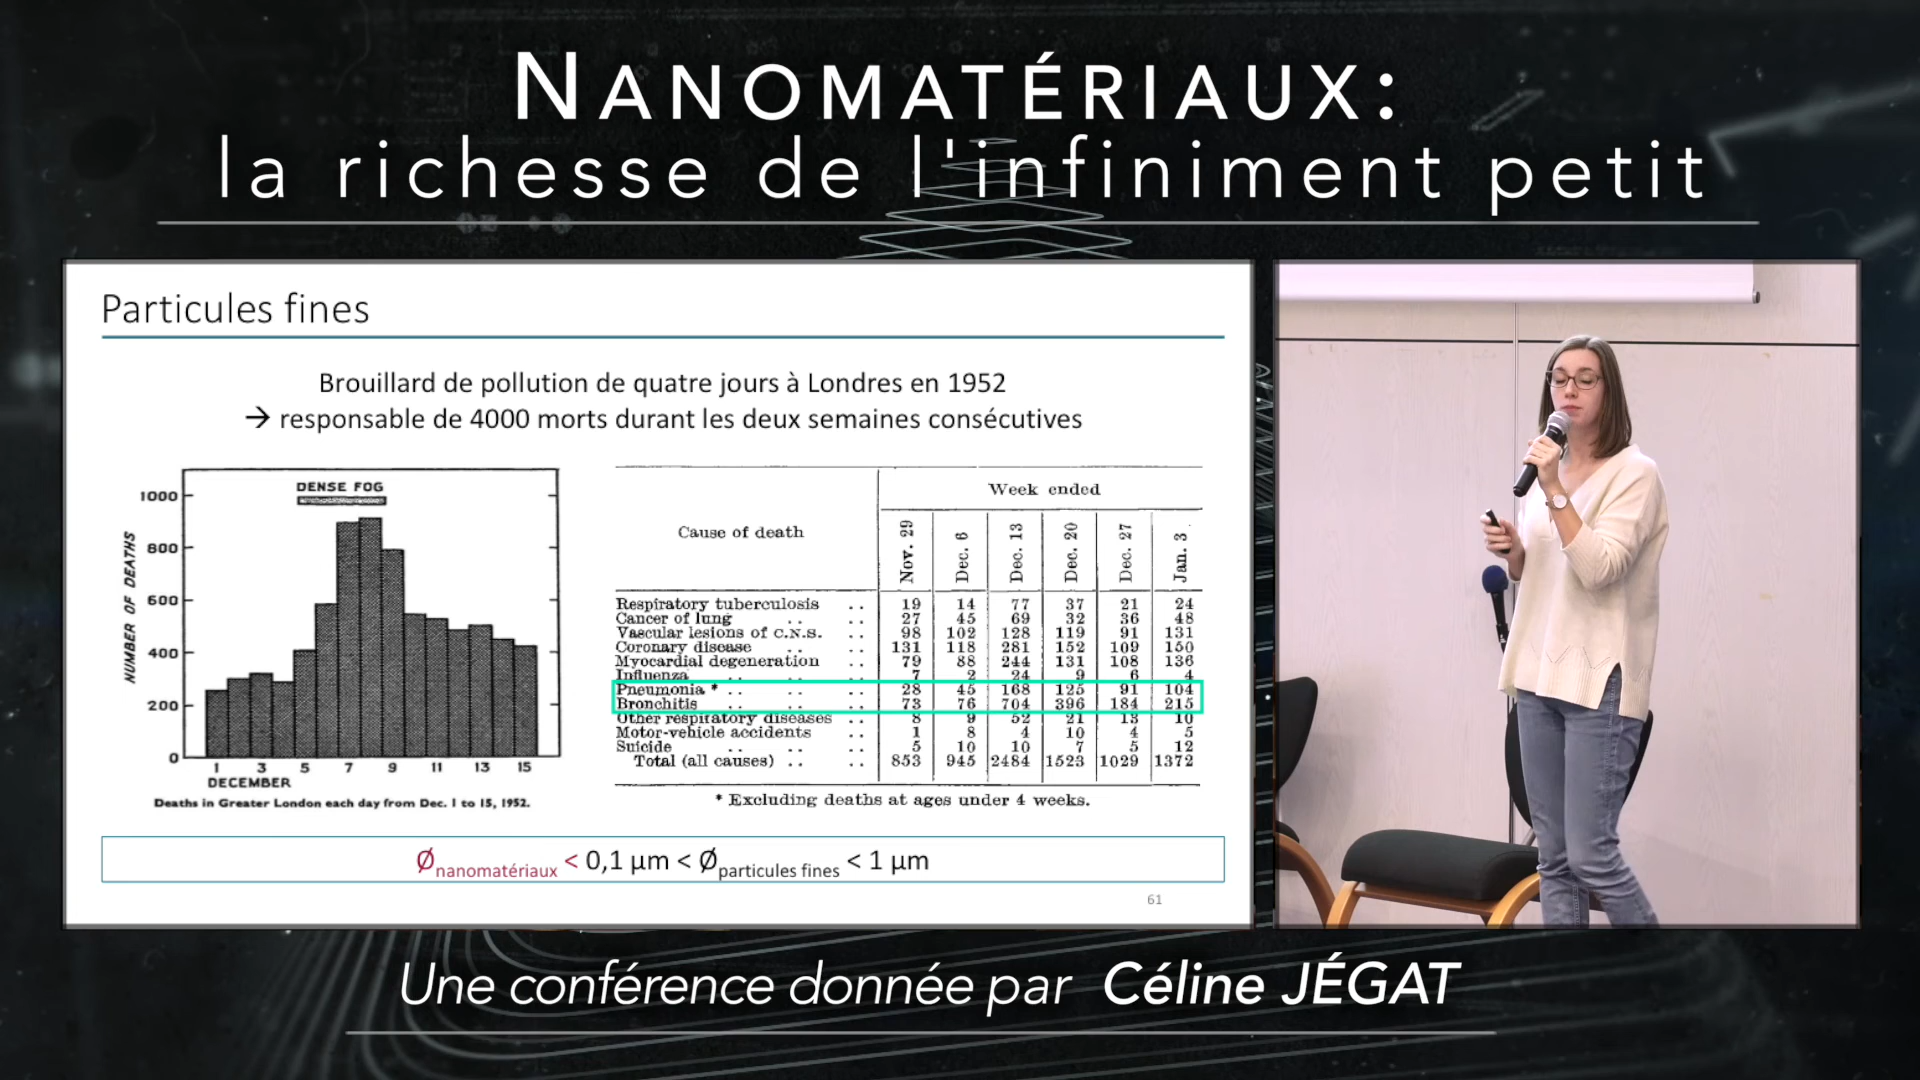 NANOMATÉRIAUX:
la richesse de l'infiniment petit
Particules fines
Brouillard de pollution de quatre jours à Londres en 1952
→ responsable de 4000 morts durant les deux semaines consécutives
DENSE FOG
NUMBER OF DEATHS
1000
800
600
400
200
0
1 3 5 7 9 11 13 15
DECEMBER
Deaths in Greater London each day from Dec. 1 to 15, 1952.
Week ended
Cause of death
Nov. 29 Dec. 6 Dec. 13 Dec. 20 Dec. 27 Jan. 3
Respiratory tuberculosis .. 19 14 77 37 21 24
Cancer of lung .. .. 27 45 69 32 36 48
Vascular lesions of C.N.S. .. 98 102 128 119 91 131
Coronary disease .. .. 131 118 281 152 109 150
Myocardial degeneration .. 79 88 244 131 108 136
Influenza .. .. 7 2 24 9 6 4
Pneumonia * .. .. .. 28 45 168 125 91 104
Bronchitis .. .. .. 73 76 704 396 184 215
Other respiratory diseases .. 8 9 52 21 13 10
Motor-vehicle accidents .. 1 8 4 10 4 5
Suicide .. .. .. 5 10 10 7 5 12
Total (all causes) .. .. 853 945 2484 1523 1029 1372
* Excluding deaths at ages under 4 weeks.
Ø nanomatériaux < 0,1 µm < Ø particules fines < 1 µm
61
Une conférence donnée par Céline JÉGAT